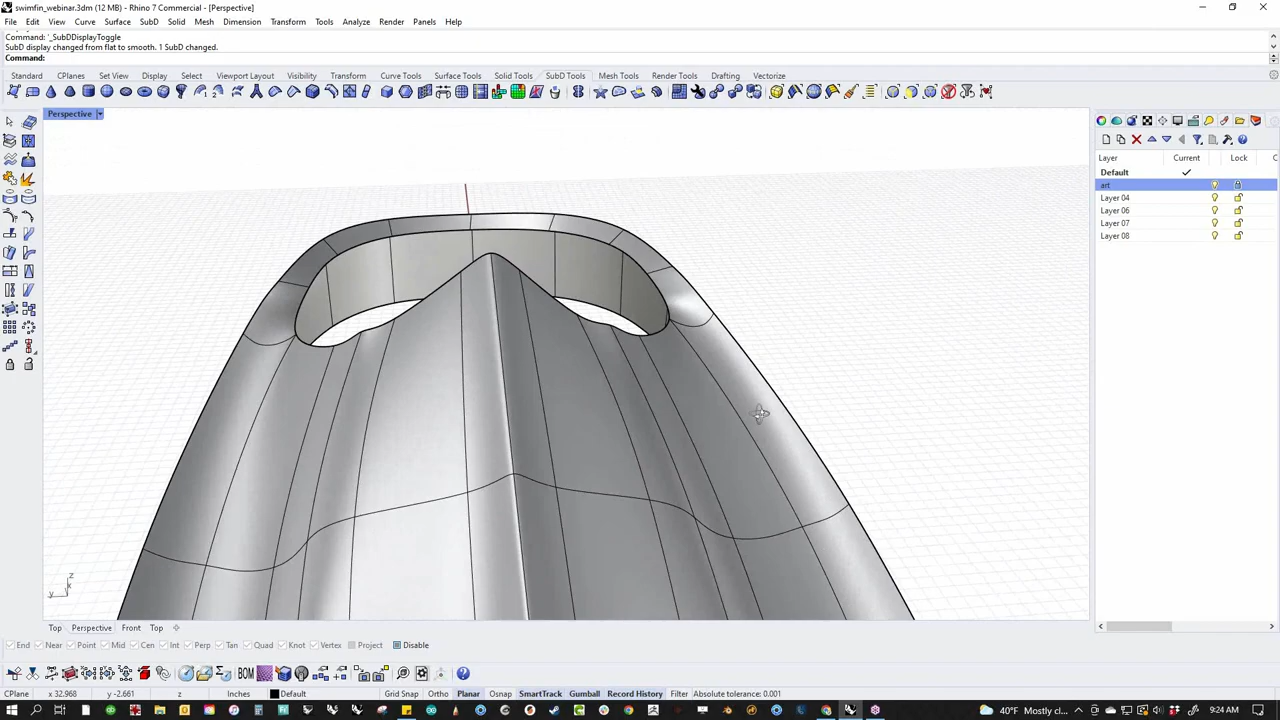 swimfin_webinar.3dm (12 MB) - Rhino 7 Commercial - [Perspective]
File Edit View Curve Surface SubD Solid Mesh Dimension Transform Tools Analyze Render Panels Help
Command: '_SubDDisplayToggle
SubD display changed from flat to smooth. 1 SubD changed.
Command:
Standard CPlanes Set View Display Select Viewport Layout Visibility Transform Curve Tools Surface Tools Solid Tools SubD Tools Mesh Tools Render Tools Drafting Vectorize
Perspective
Layer Current Lock C
Default
art
Layer 04
Layer 06
Layer 07
Layer 08
z
x
y
Top Perspective Front Top
End Near Point Mid Cen Int Perp Tan Quad Knot Vertex Project Disable
BOM
CPlane x 32.968 y -2.661 z Inches Default Grid Snap Ortho Planar Osnap SmartTrack Gumball Record History Filter Absolute tolerance: 0.001
40°F Mostly cl 9:24 AM